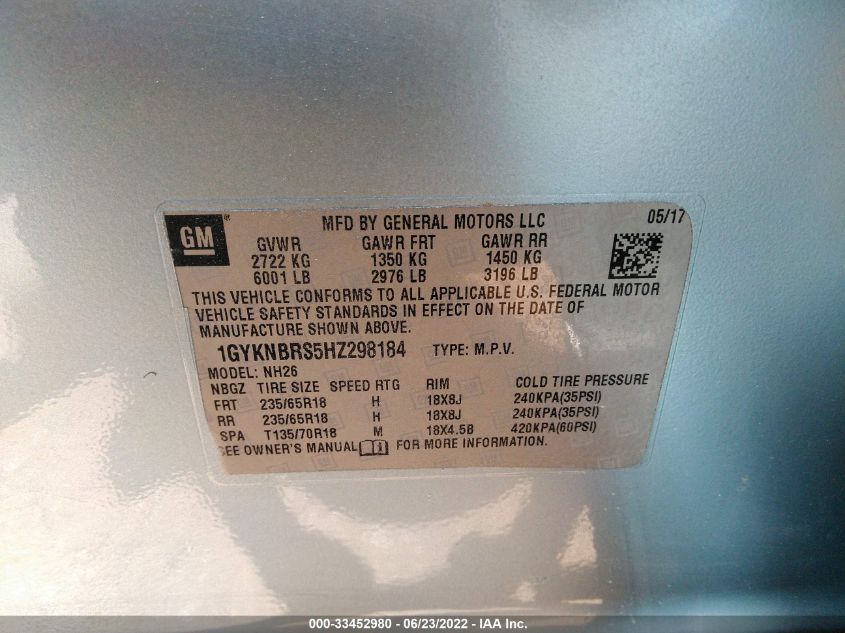 GM® MFD BY GENERAL MOTORS LLC 05/17
GVWR GAWR FRT GAWR RR
2722 KG 1350 KG 1450 KG
6001 LB 2976 LB 3196 LB
THIS VEHICLE CONFORMS TO ALL APPLICABLE U.S. FEDERAL MOTOR
VEHICLE SAFETY STANDARDS IN EFFECT ON THE DATE OF
MANUFACTURE SHOWN ABOVE.
1GYKNBRS5HZ298184 TYPE: M.P.V.
MODEL: NH26
NBGZ TIRE SIZE SPEED RTG RIM COLD TIRE PRESSURE
FRT 235/65R18 H 18X8J 240KPA(35PSI)
RR 235/65R18 H 18X8J 240KPA(35PSI)
SPA T135/70R18 M 18X4.5B 420KPA(60PSI)
SEE OWNER'S MANUAL FOR MORE INFORMATION.
000-33452980 - 06/23/2022 - IAA Inc.